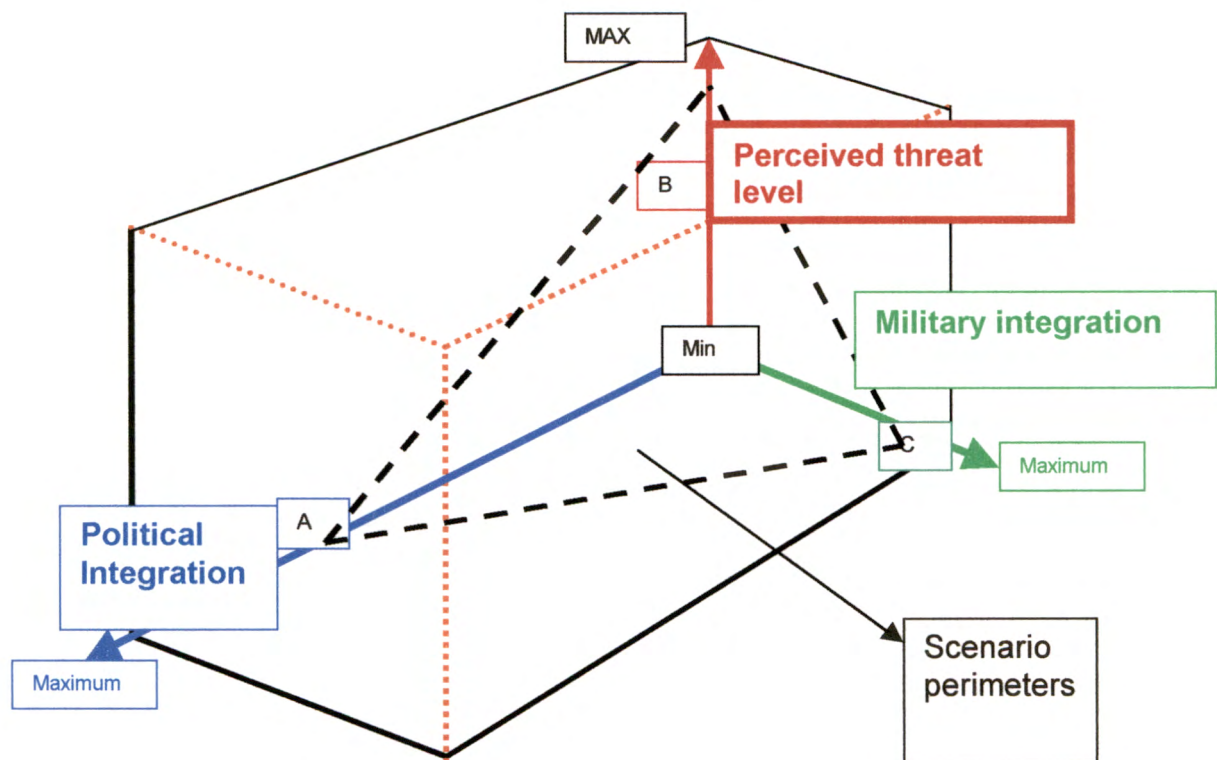 MAX
Perceived threat
level
B
Military integration
Min
C
Maximum
A
Political
Integration
Maximum
Scenario
perimeters